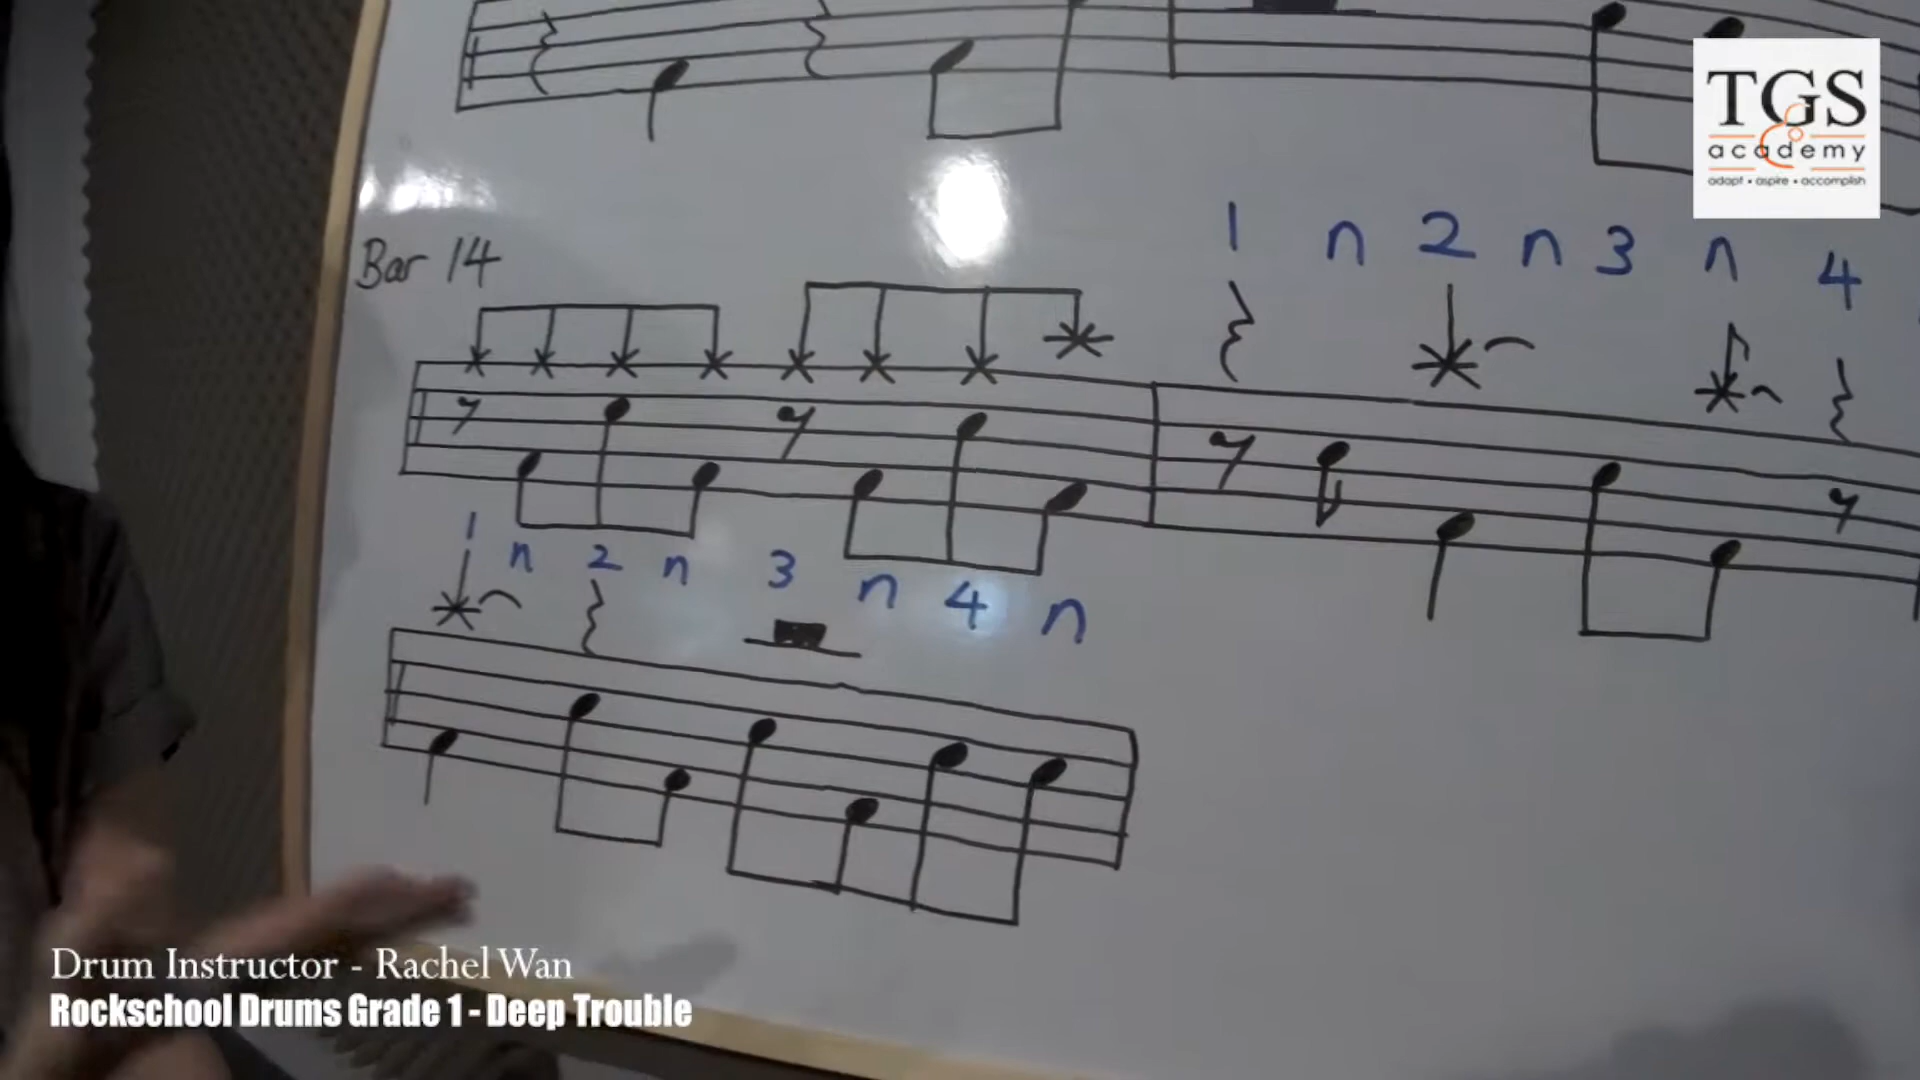 TGS
&
academy
adapt • aspire • accomplish
Bar 14
1 n 2 n 3 n 4
1 n 2 n 3 n 4 n
Drum Instructor - Rachel Wan
Rockschool Drums Grade 1 - Deep Trouble